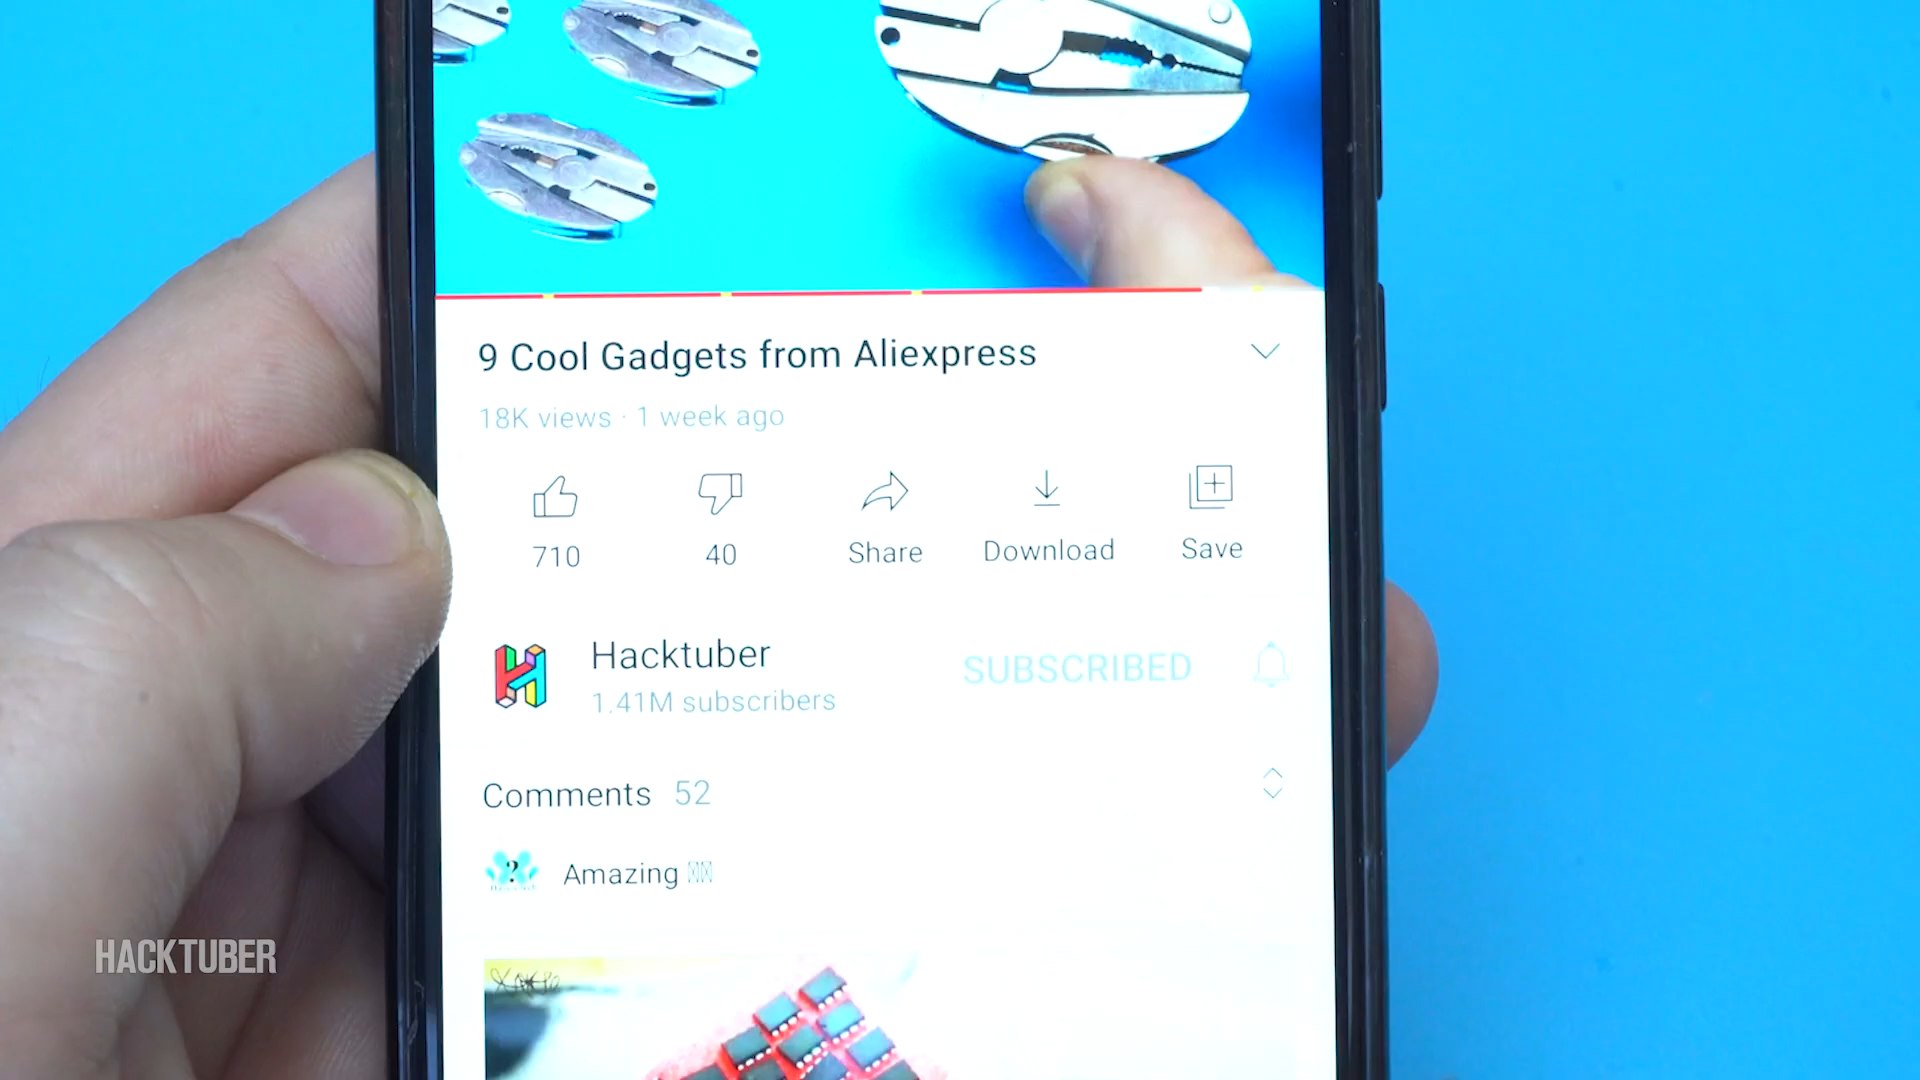 9 Cool Gadgets from Aliexpress
18K views · 1 week ago
710
40
Share
Download
Save
Hacktuber
1.41M subscribers
SUBSCRIBED
Comments 52
?
Amazing
HACKTUBER